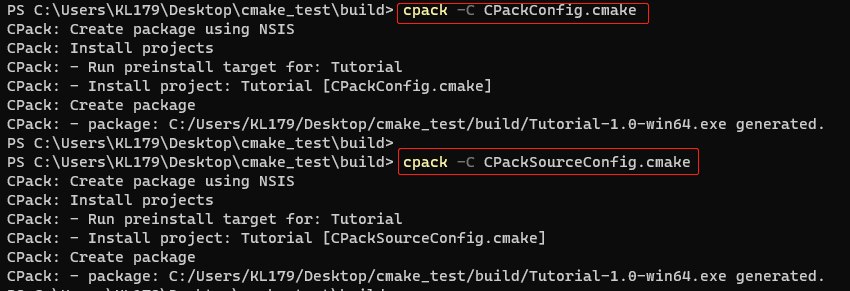 PS C:\Users\KL179\Desktop\cmake_test\build> cpack -C CPackConfig.cmake
CPack: Create package using NSIS
CPack: Install projects
CPack: - Run preinstall target for: Tutorial
CPack: - Install project: Tutorial [CPackConfig.cmake]
CPack: Create package
CPack: - package: C:/Users/KL179/Desktop/cmake_test/build/Tutorial-1.0-win64.exe generated.
PS C:\Users\KL179\Desktop\cmake_test\build>
PS C:\Users\KL179\Desktop\cmake_test\build> cpack -C CPackSourceConfig.cmake
CPack: Create package using NSIS
CPack: Install projects
CPack: - Run preinstall target for: Tutorial
CPack: - Install project: Tutorial [CPackSourceConfig.cmake]
CPack: Create package
CPack: - package: C:/Users/KL179/Desktop/cmake_test/build/Tutorial-1.0-win64.exe generated.